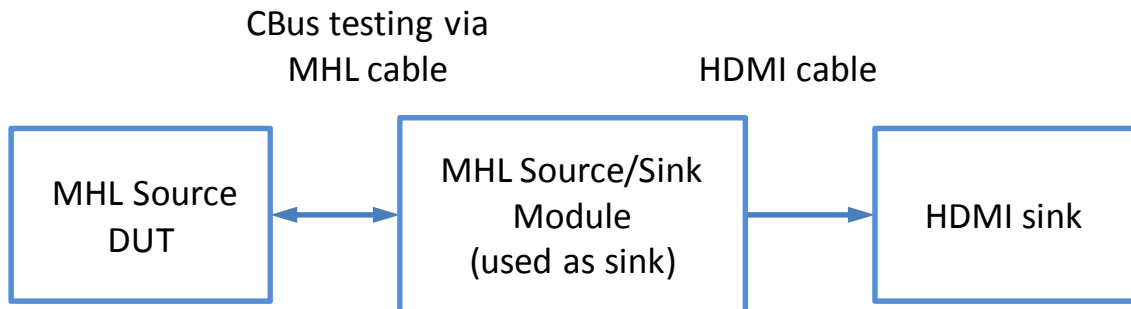 CBus testing via
MHL cable
HDMI cable
MHL Source
DUT
MHL Source/Sink
Module
(used as sink)
HDMI sink